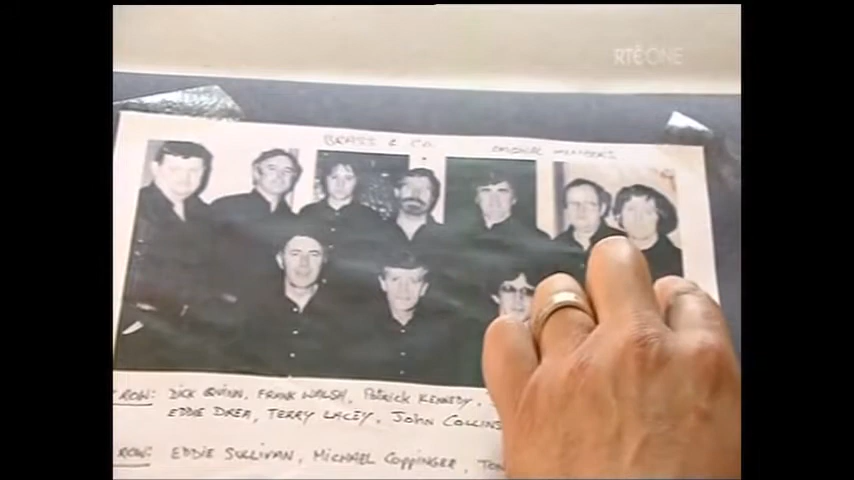 RTÉ ONE
BRASS & CO. ORIGINAL MEMBERS
ROW: DICK QUINN, FRANK WALSH, PATRICK KENNEDY,
EDDIE DREA, TERRY LACEY, JOHN COLLINS
ROW: EDDIE SULLIVAN, MICHAEL COPPINGER,